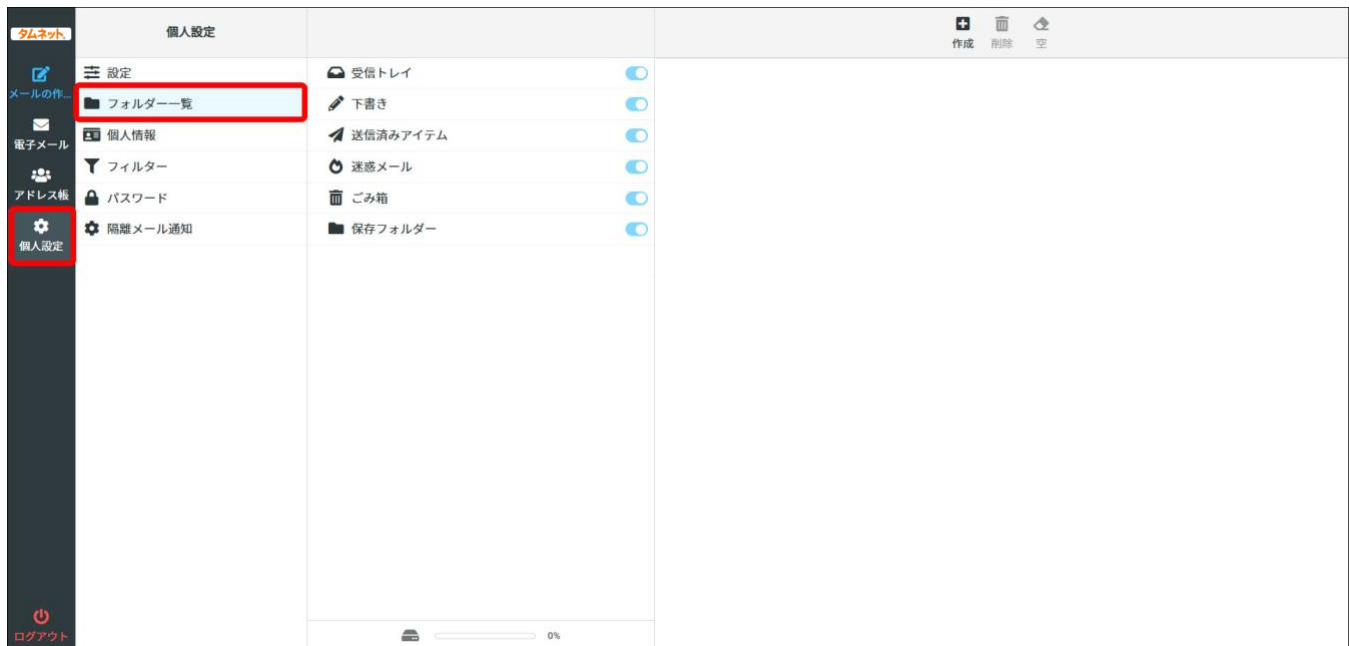 タムネット。
メールの作...
電子メール
アドレス帳
個人設定
ログアウト
個人設定
設定
フォルダー一覧
個人情報
フィルター
パスワード
隔離メール通知
受信トレイ
下書き
送信済みアイテム
迷惑メール
ごみ箱
保存フォルダー
0%
作成
削除
空